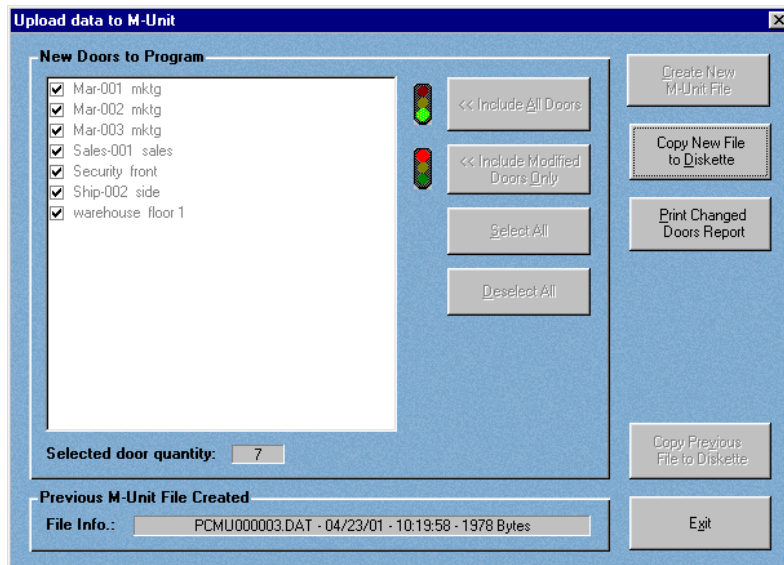 Upload data to M-Unit
New Doors to Program
Mar-001 mktg
Mar-002 mktg
Mar-003 mktg
Sales-001 sales
Security front
Ship-002 side
warehouse floor 1
<< Include All Doors
<< Include Modified
Doors Only
Select All
Deselect All
Selected door quantity: 7
Create New
M-Unit File
Copy New File
to Diskette
Print Changed
Doors Report
Copy Previous
File to Diskette
Exit
Previous M-Unit File Created
File Info.: PCMU000003.DAT - 04/23/01 - 10:19:58 - 1978 Bytes